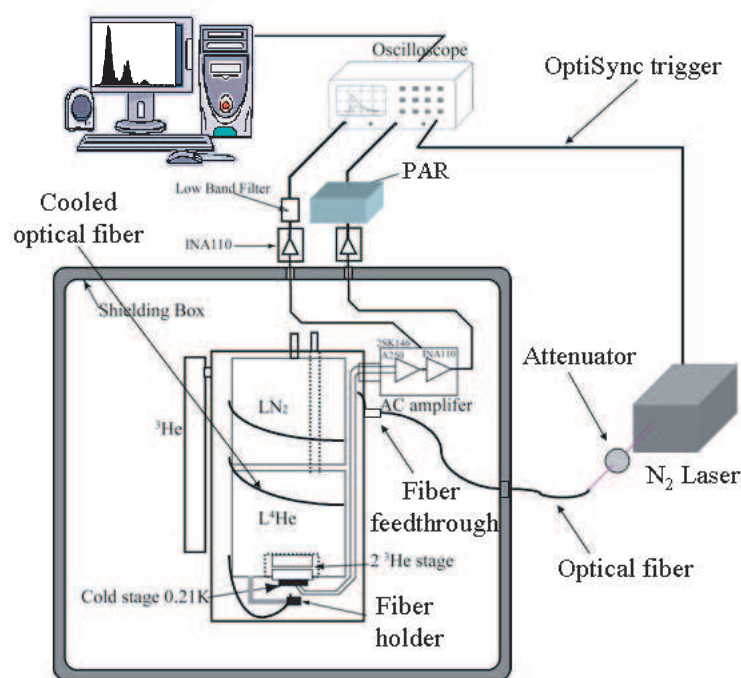 Oscilloscope
OptiSync trigger
PAR
Low Band Filter
Cooled
optical fiber
INA110
Shielding Box
2SK146
A250
INA110
AC amplifer
Attenuator
LN₂
³He
N₂ Laser
L⁴He
Fiber
feedthrough
2 ³He stage
Optical fiber
Cold stage 0.21K
Fiber
holder